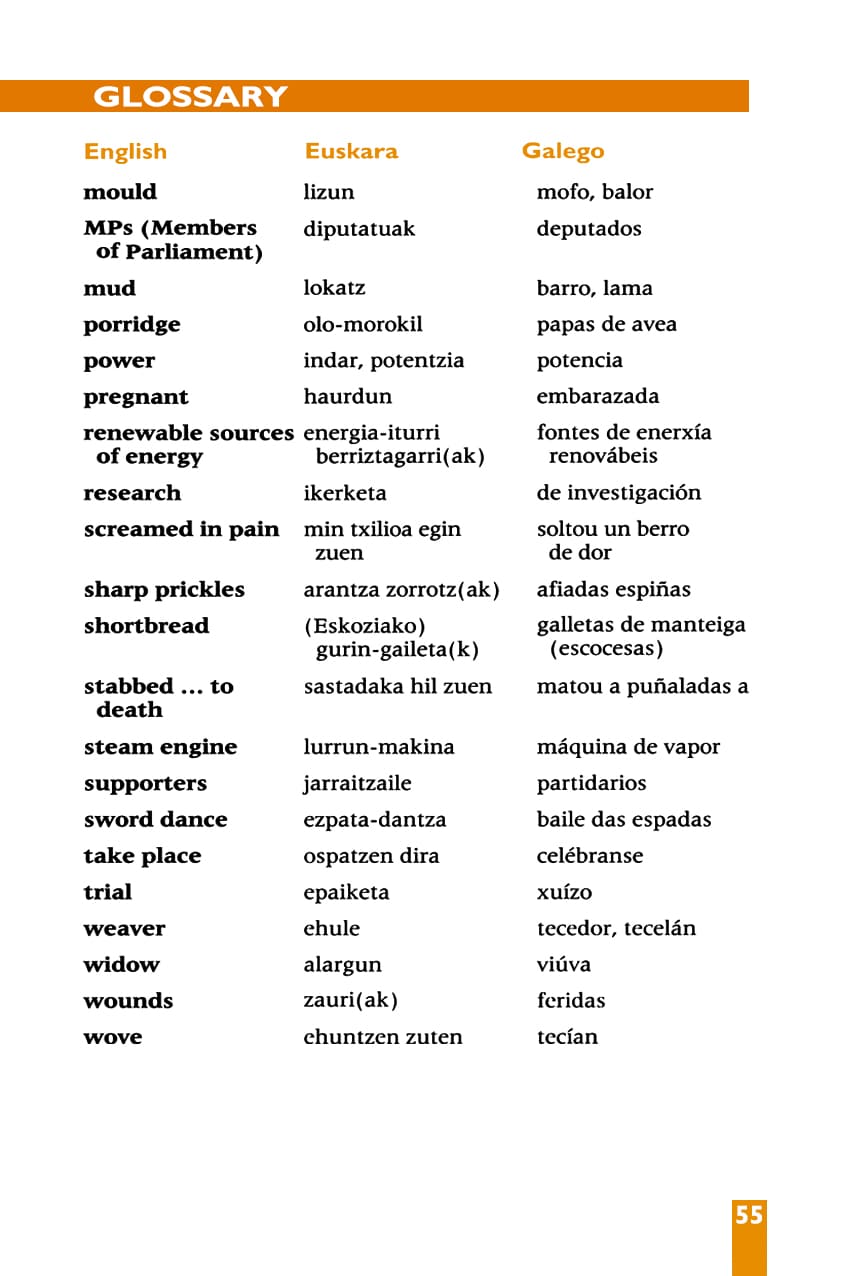 GLOSSARY
English Euskara Galego
mould lizun mofo, balor
MPs (Members diputatuak deputados
of Parliament)
mud lokatz barro, lama
porridge olo-morokil papas de avea
power indar, potentzia potencia
pregnant haurdun embarazada
renewable sources energia-iturri fontes de enerxía
of energy berriztagarri(ak) renovábeis
research ikerketa de investigación
screamed in pain min txilioa egin soltou un berro
zuen de dor
sharp prickles arantza zorrotz(ak) afiadas espiñas
shortbread (Eskoziako) galletas de manteiga
gurin-gaileta(k) (escocesas)
stabbed ... to sastadaka hil zuen matou a puñaladas a
death
steam engine lurrun-makina máquina de vapor
supporters jarraitzaile partidarios
sword dance ezpata-dantza baile das espadas
take place ospatzen dira celébranse
trial epaiketa xuízo
weaver ehule tecedor, tecelán
widow alargun viúva
wounds zauri(ak) feridas
wove ehuntzen zuten tecían
55